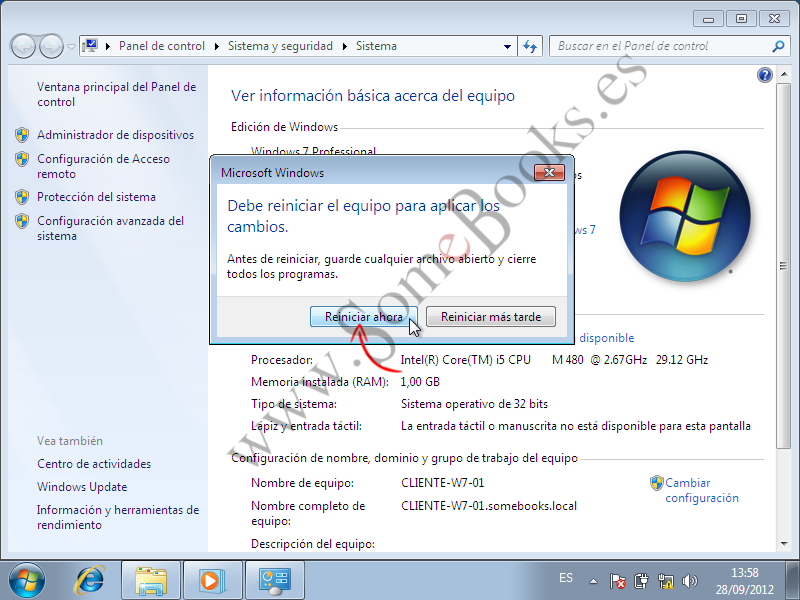 Panel de control
Sistema y seguridad
Sistema
Buscar en el Panel de control
Ventana principal del Panel de
control
Administrador de dispositivos
Configuración de Acceso
remoto
Protección del sistema
Configuración avanzada del
sistema
Vea también
Centro de actividades
Windows Update
Información y herramientas de
rendimiento
Ver información básica acerca del equipo
Edición de Windows
Windows 7 Professional
ws 7
Microsoft Windows
Debe reiniciar el equipo para aplicar los
cambios.
Antes de reiniciar, guarde cualquier archivo abierto y cierre
todos los programas.
Reiniciar ahora
Reiniciar más tarde
disponible
Procesador: Intel(R) Core(TM) i5 CPU M 480 @ 2.67GHz 29.12 GHz
Memoria instalada (RAM): 1,00 GB
Tipo de sistema: Sistema operativo de 32 bits
Lápiz y entrada táctil: La entrada táctil o manuscrita no está disponible para esta pantalla
Configuración de nombre, dominio y grupo de trabajo del equipo
Nombre de equipo: CLIENTE-W7-01
Cambiar
configuración
Nombre completo de
equipo: CLIENTE-W7-01.somebooks.local
Descripción del equipo:
www.SomeBooks.es
ES
13:58
28/09/2012